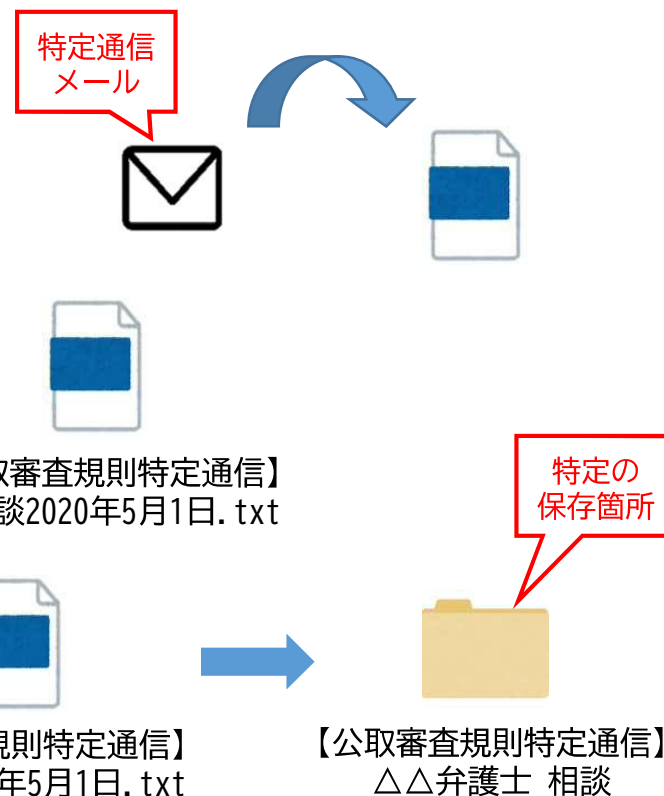 特定通信
メール
取審査規則特定通信】
談2020年5月1日.txt
特定の
保存箇所
規則特定通信】
年5月1日.txt
【公取審査規則特定通信】
△△弁護士 相談